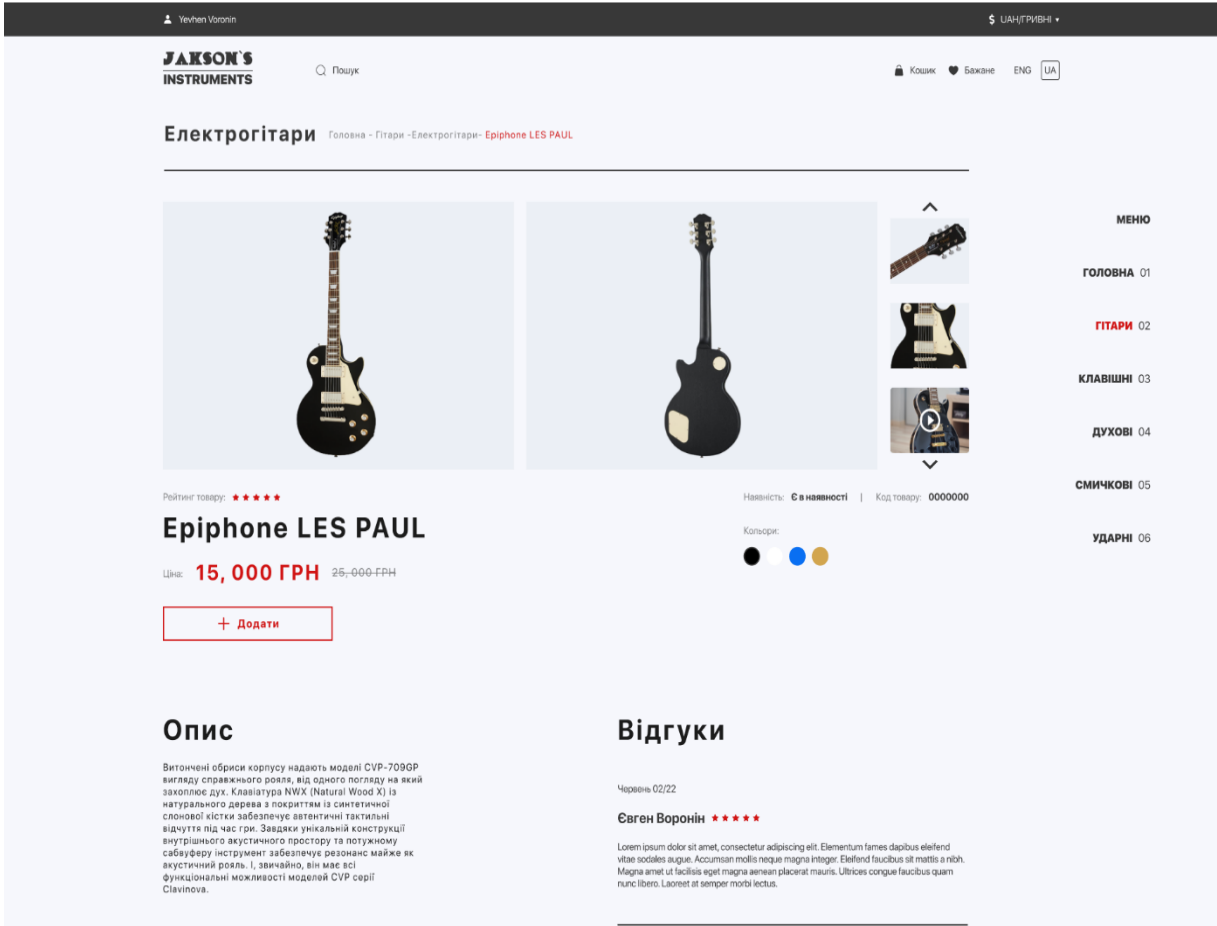 Yevhen Voronin
$ UAH/ГРИВНІ ▾
JAKSON`S
INSTRUMENTS
Пошук
Кошик
Бажане
ENG
UA
Електрогітари
Головна - Гітари -Електрогітари- Epiphone LES PAUL
МЕНЮ
ГОЛОВНА 01
ГІТАРИ 02
КЛАВІШНІ 03
ДУХОВІ 04
СМИЧКОВІ 05
УДАРНІ 06
Рейтинг товару: ★ ★ ★ ★ ★
Наявність: Є в наявності | Код товару: 0000000
Epiphone LES PAUL
Кольори:
Ціна: 15, 000 ГРН 25, 000 ГРН
+ Додати
Опис
Витончені обриси корпусу надають моделі CVP-709GP
вигляду справжнього рояля, від одного погляду на який
захоплює дух. Клавіатура NWX (Natural Wood X) із
натурального дерева з покриттям із синтетичної
слонової кістки забезпечує автентичні тактильні
відчуття під час гри. Завдяки унікальній конструкції
внутрішнього акустичного простору та потужному
сабвуферу інструмент забезпечує резонанс майже як
акустичний рояль. І, звичайно, він має всі
функціональні можливості моделей CVP серії
Clavinova.
Відгуки
Червень 02/22
Євген Воронін ★ ★ ★ ★ ★
Lorem ipsum dolor sit amet, consectetur adipiscing elit. Elementum fames dapibus eleifend
vitae sodales augue. Accumsan mollis neque magna integer. Eleifend faucibus sit mattis a nibh.
Magna amet ut facilisis eget magna aenean placerat mauris. Ultrices congue faucibus quam
nunc libero. Laoreet at semper morbi lectus.